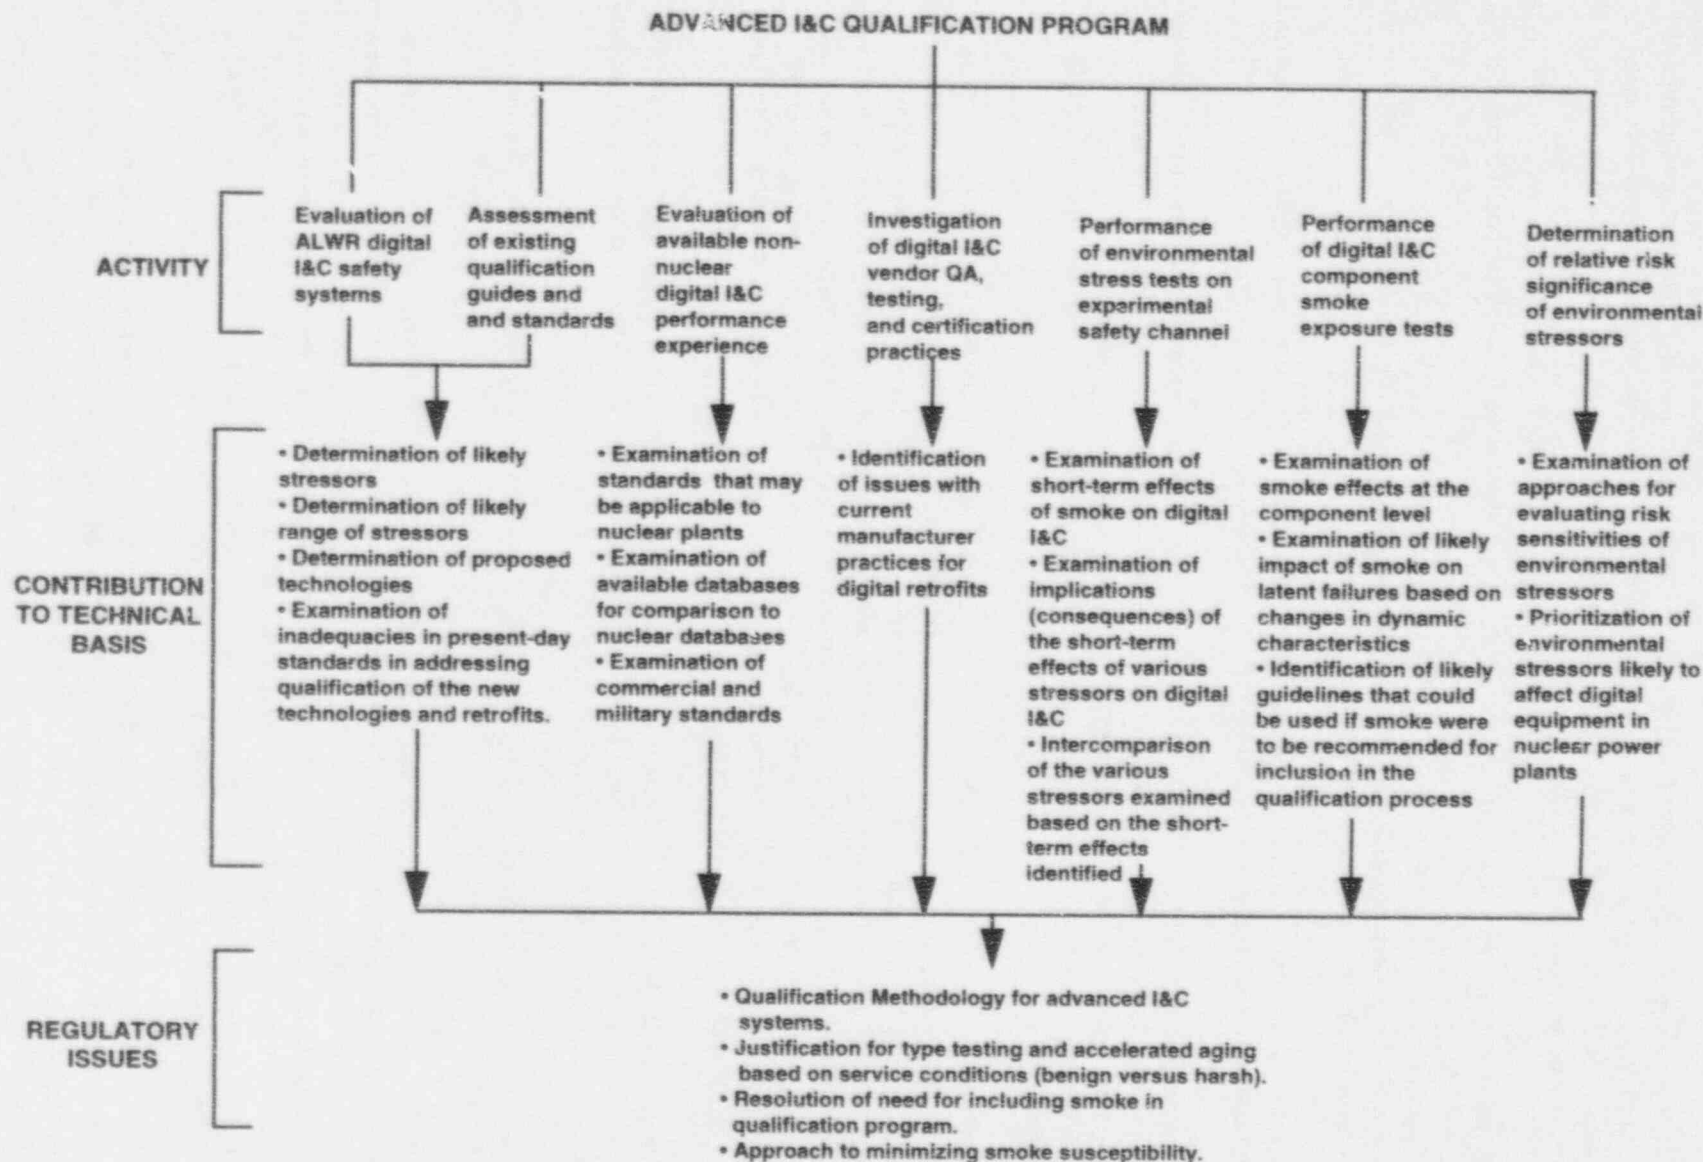 ADVANCED I&C QUALIFICATION PROGRAM
ACTIVITY
Evaluation of
ALWR digital
I&C safety
systems
Assessment
of existing
qualification
guides and
and standards
Evaluation of
available non-
nuclear
digital I&C
performance
experience
Investigation
of digital I&C
vendor QA,
testing,
and certification
practices
Performance
of environmental
stress tests on
experimental
safety channel
Performance
of digital I&C
component
smoke
exposure tests
Determination
of relative risk
significance
of environmental
stressors
CONTRIBUTION
TO TECHNICAL
BASIS
• Determination of likely
stressors
• Determination of likely
range of stressors
• Determination of proposed
technologies
• Examination of
inadequacies in present-day
standards in addressing
qualification of the new
technologies and retrofits.
• Examination of
standards that may
be applicable to
nuclear plants
• Examination of
available databases
for comparison to
nuclear databases
• Examination of
commercial and
military standards
• Identification
of issues with
current
manufacturer
practices for
digital retrofits
• Examination of
short-term effects
of smoke on digital
I&C
• Examination of
implications
(consequences) of
the short-term
effects of various
stressors on digital
I&C
• Intercomparison
of the various
stressors examined
based on the short-
term effects
identified
• Examination of
smoke effects at the
component level
• Examination of likely
impact of smoke on
latent failures based on
changes in dynamic
characteristics
• Identification of likely
guidelines that could
be used if smoke were
to be recommended for
inclusion in the
qualification process
• Examination of
approaches for
evaluating risk
sensitivities of
environmental
stressors
• Prioritization of
environmental
stressors likely to
affect digital
equipment in
nuclear power
plants
REGULATORY
ISSUES
• Qualification Methodology for advanced I&C
systems.
• Justification for type testing and accelerated aging
based on service conditions (benign versus harsh).
• Resolution of need for including smoke in
qualification program.
• Approach to minimizing smoke susceptibility.